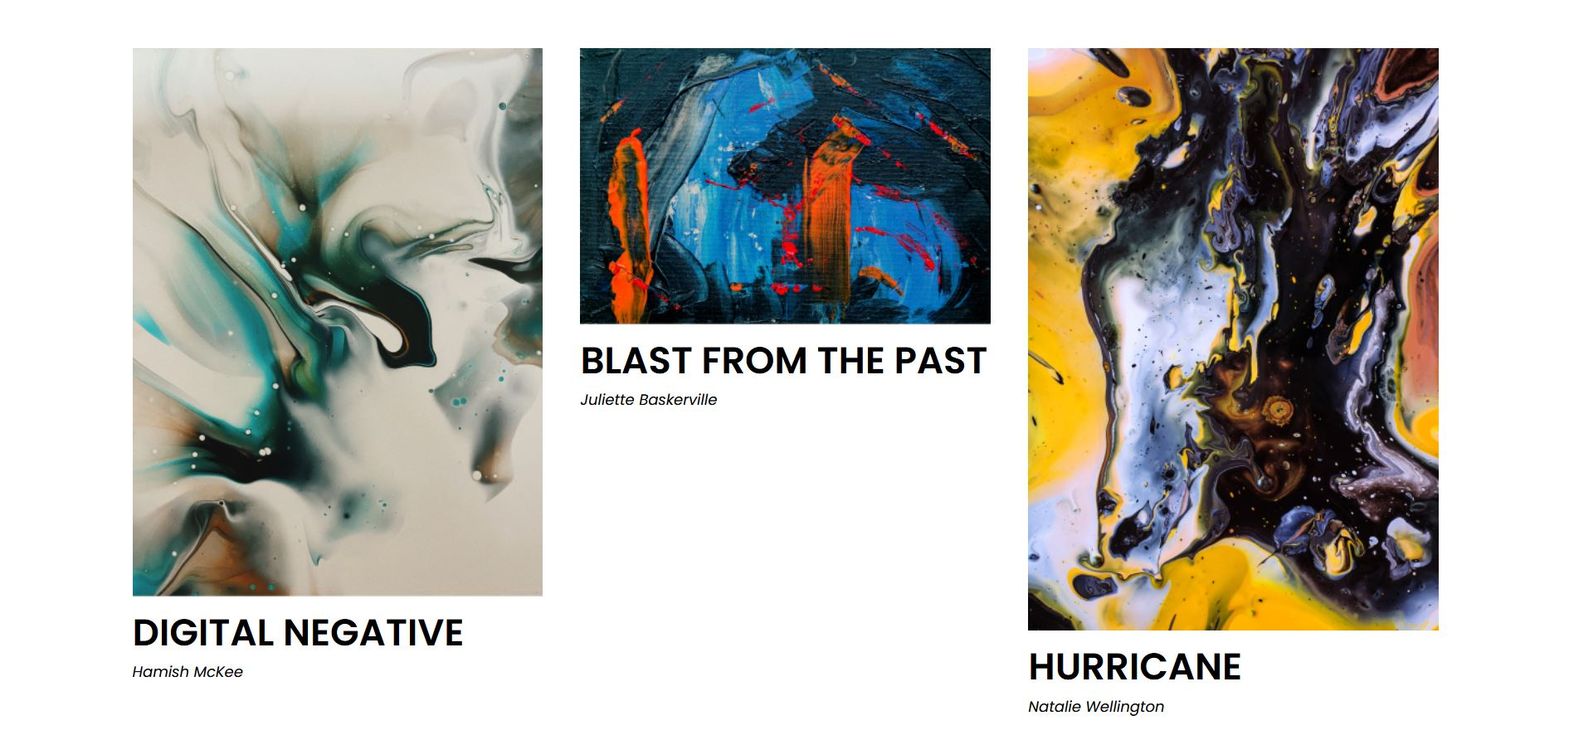 DIGITAL NEGATIVE
Hamish McKee
BLAST FROM THE PAST
Juliette Baskerville
HURRICANE
Natalie Wellington